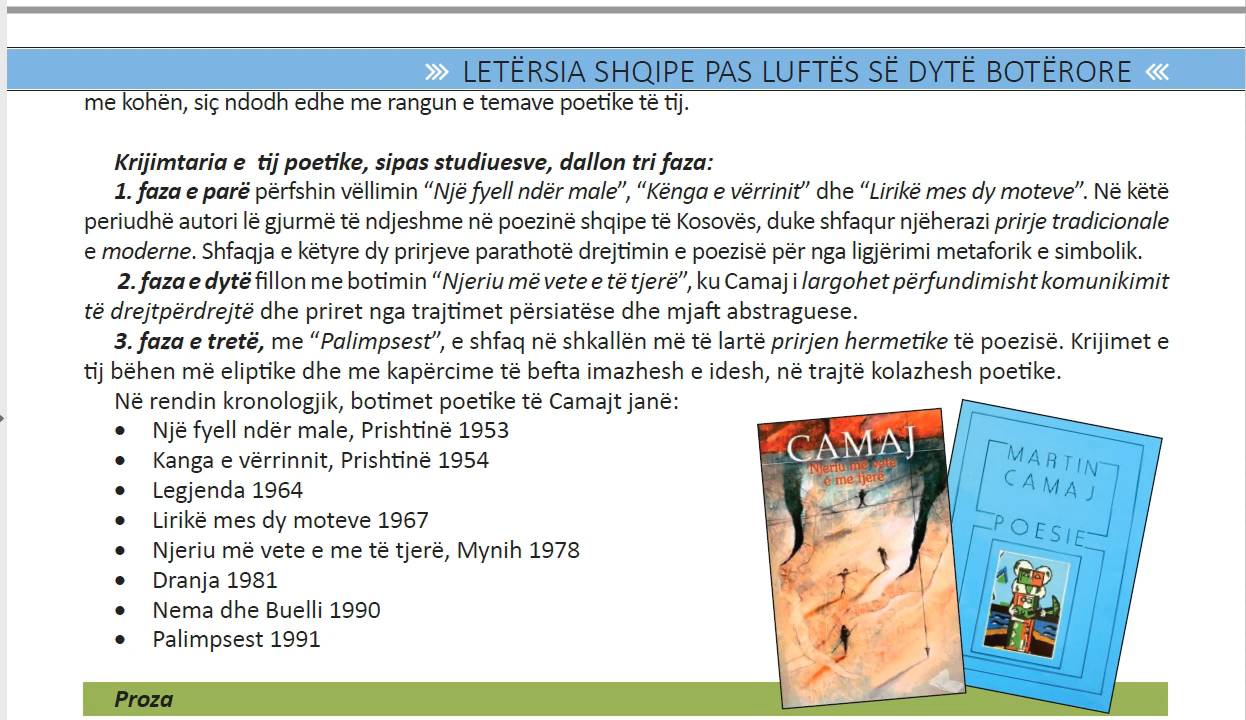 ››› LETËRSIA SHQIPE PAS LUFTËS SË DYTË BOTËRORE ‹‹‹
me kohën, siç ndodh edhe me rangun e temave poetike të tij.
Krijimtaria e tij poetike, sipas studiuesve, dallon tri faza:
1. faza e parë përfshin vëllimin “Një fyell ndër male”, “Kënga e vërrinit” dhe “Lirikë mes dy moteve”. Në këtë
periudhë autori lë gjurmë të ndjeshme në poezinë shqipe të Kosovës, duke shfaqur njëherazi prirje tradicionale
e moderne. Shfaqja e këtyre dy prirjeve parathotë drejtimin e poezisë për nga ligjërimi metaforik e simbolik.
2. faza e dytë fillon me botimin “Njeriu më vete e të tjerë”, ku Camaj i largohet përfundimisht komunikimit
të drejtpërdrejtë dhe priret nga trajtimet përsiatëse dhe mjaft abstraguese.
3. faza e tretë, me “Palimpsest”, e shfaq në shkallën më të lartë prirjen hermetike të poezisë. Krijimet e
tij bëhen më eliptike dhe me kapërcime të befta imazhesh e idesh, në trajtë kolazhesh poetike.
Në rendin kronologjik, botimet poetike të Camajt janë:
• Një fyell ndër male, Prishtinë 1953
• Kanga e vërrinnit, Prishtinë 1954
• Legjenda 1964
• Lirikë mes dy moteve 1967
• Njeriu më vete e me të tjerë, Mynih 1978
• Dranja 1981
• Nema dhe Buelli 1990
• Palimpsest 1991
CAMAJ
Njeriu më vete
e me tjerë
MARTIN
CAMAJ
POESIE
Proza